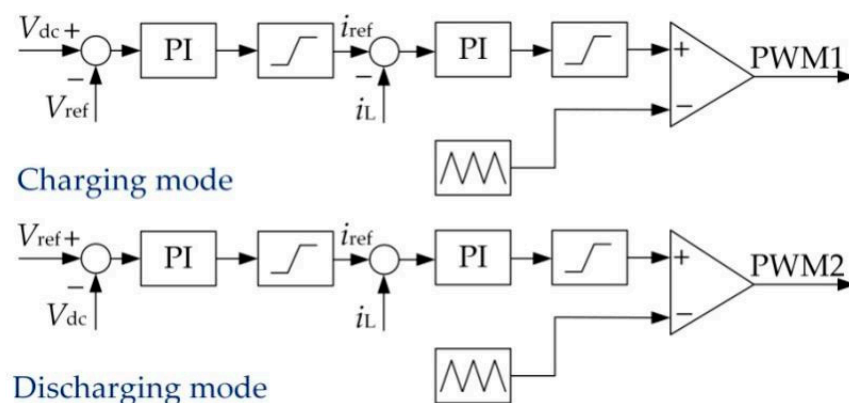 Vdc+ PI iref PI + PWM1
− − −
Vref iL
Charging mode
Vref+ PI iref PI + PWM2
− −
Vdc iL
Discharging mode